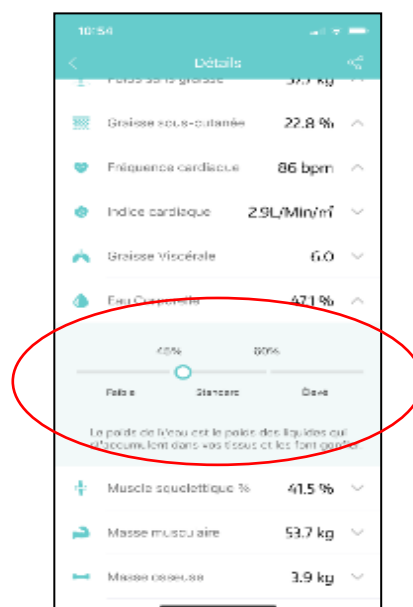 10:54
Détails
Graisse sous-cutanée 22.8 %
Fréquence cardiaque 86 bpm
Indice cardiaque 2.9L/Min/㎡
Graisse Viscérale 6.0
Eau Corporelle 47.1 %
45% 60%
Faible Standard Élevé
Le poids de l'eau est le poids des liquides qui
s'accumulent dans vos tissus et les font gonfler.
Muscle squelettique % 41.5 %
Masse musculaire 53.7 kg
Masse osseuse 3.9 kg